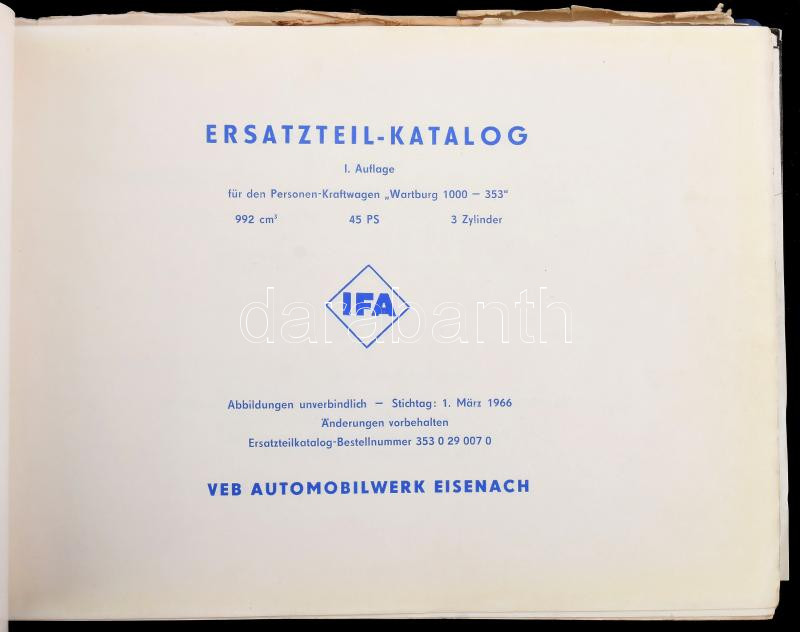 ERSATZTEIL-KATALOG
I. Auflage
für den Personen-Kraftwagen „Wartburg 1000 — 353"
992 cm³ 45 PS 3 Zylinder
IFA
darabanth
Abbildungen unverbindlich — Stichtag: 1. März 1966
Änderungen vorbehalten
Ersatzteilkatalog-Bestellnummer 353 0 29 007 0
VEB AUTOMOBILWERK EISENACH